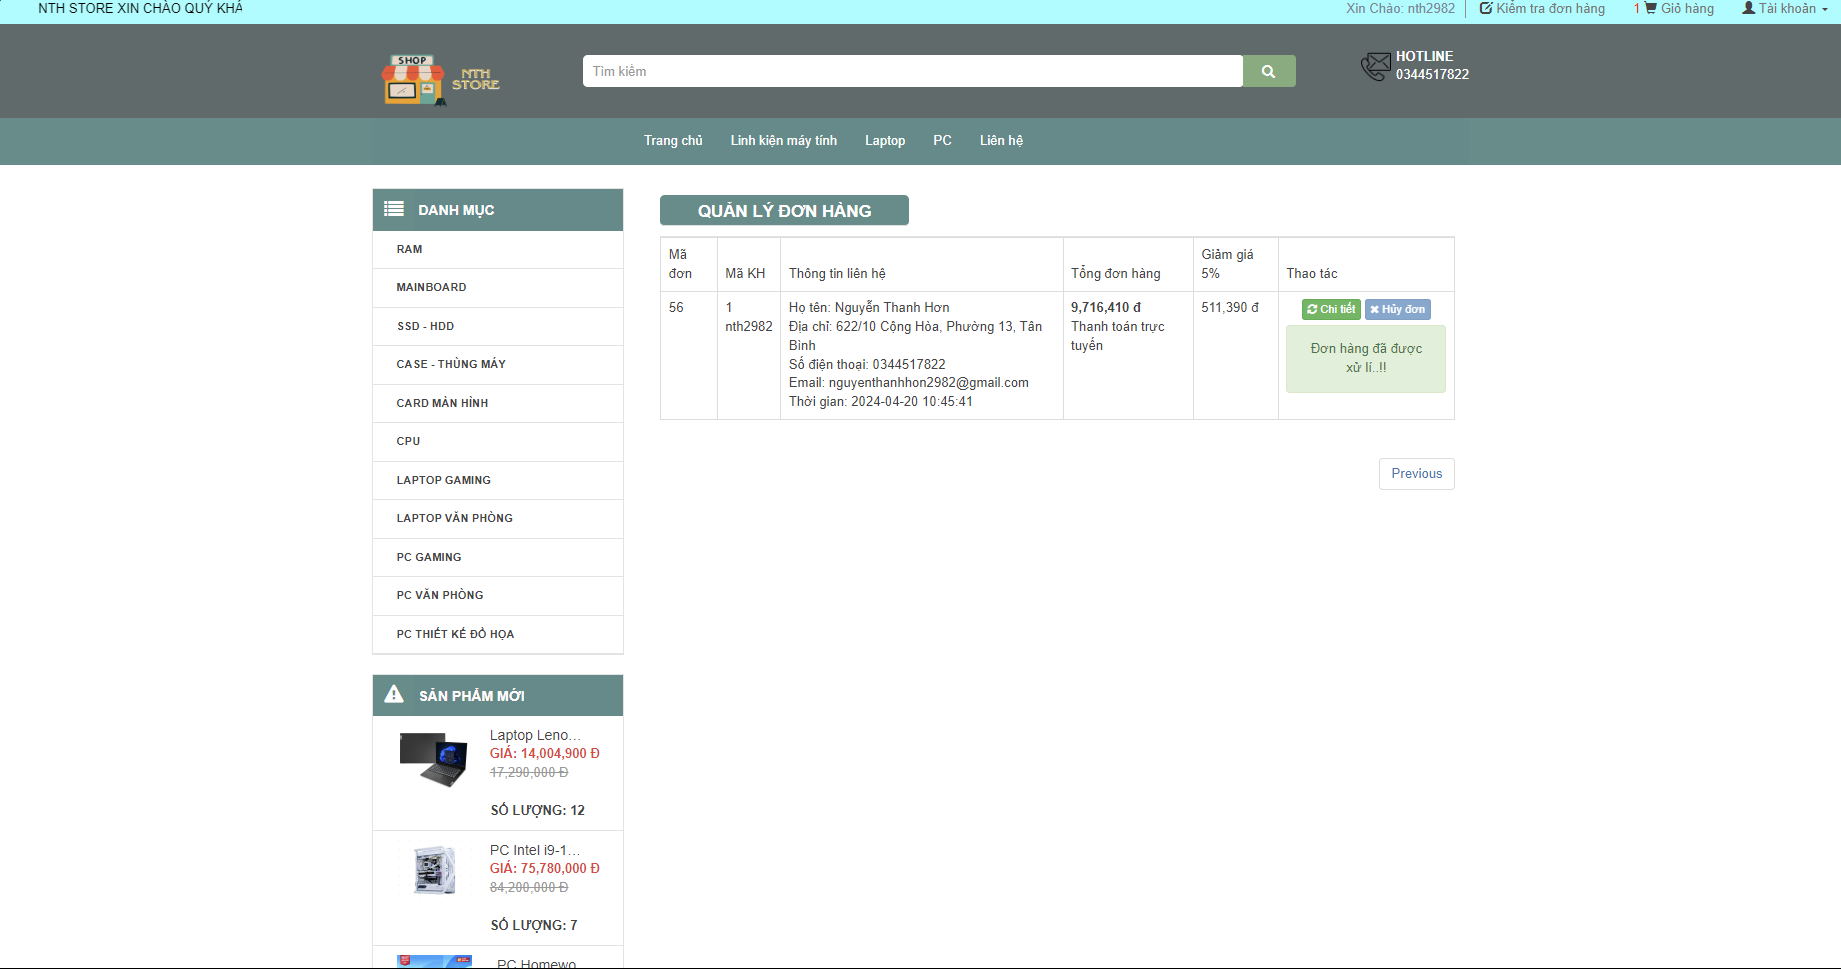 NTH STORE XIN CHÀO QUÝ KHÁ
Xin Chào: nth2982
Kiểm tra đơn hàng
1 Giỏ hàng
Tài khoản
SHOP
NTH
STORE
Tìm kiếm
HOTLINE
0344517822
Trang chủ
Linh kiện máy tính
Laptop
PC
Liên hệ
DANH MỤC
RAM
MAINBOARD
SSD - HDD
CASE - THÙNG MÁY
CARD MÀN HÌNH
CPU
LAPTOP GAMING
LAPTOP VĂN PHÒNG
PC GAMING
PC VĂN PHÒNG
PC THIẾT KẾ ĐỒ HỌA
SẢN PHẨM MỚI
Laptop Leno...
GIÁ: 14,004,900 Đ
17,290,000 Đ
SỐ LƯỢNG: 12
PC Intel i9-1...
GIÁ: 75,780,000 Đ
84,200,000 Đ
SỐ LƯỢNG: 7
PC Homewo
QUẢN LÝ ĐƠN HÀNG
Mã
đơn
Mã KH
Thông tin liên hệ
Tổng đơn hàng
Giảm giá
5%
Thao tác
56
1
nth2982
Họ tên: Nguyễn Thanh Hơn
Địa chỉ: 622/10 Cộng Hòa, Phường 13, Tân
Bình
Số điện thoại: 0344517822
Email: nguyenthanhhon2982@gmail.com
Thời gian: 2024-04-20 10:45:41
9,716,410 đ
Thanh toán trực
tuyến
511,390 đ
Chi tiết
Hủy đơn
Đơn hàng đã được
xử lí..!!
Previous